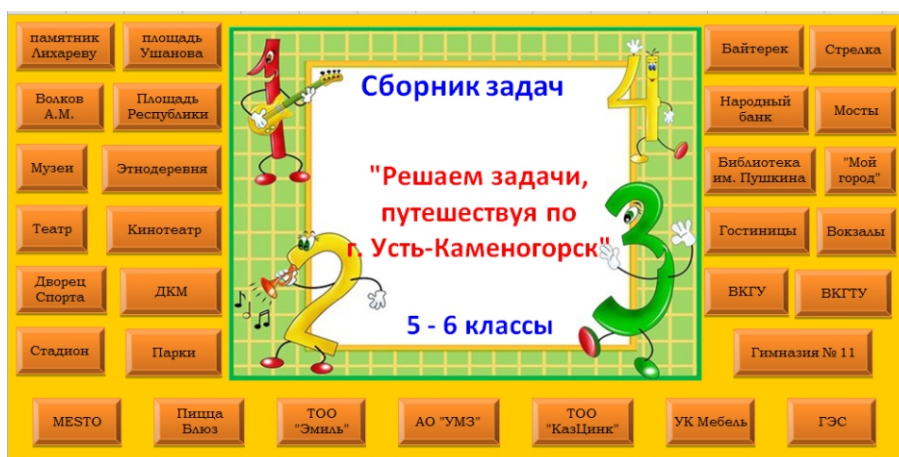 памятник
Лихареву
площадь
Ушанова
Волков
А.М.
Площадь
Республики
Музеи
Этнодеревня
Театр
Кинотеатр
Дворец
Спорта
ДКМ
Стадион
Парки
Сборник задач
"Решаем задачи,
путешествуя по
г. Усть-Каменогорск"
5 - 6 классы
Байтерек
Стрелка
Народный
банк
Мосты
Библиотека
им. Пушкина
"Мой
город"
Гостиницы
Вокзалы
ВКГУ
ВКГТУ
Гимназия № 11
MESTO
Пицца
Блюз
ТОО
"Эмиль"
АО "УМЗ"
ТОО
"КазЦинк"
УК Мебель
ГЭС